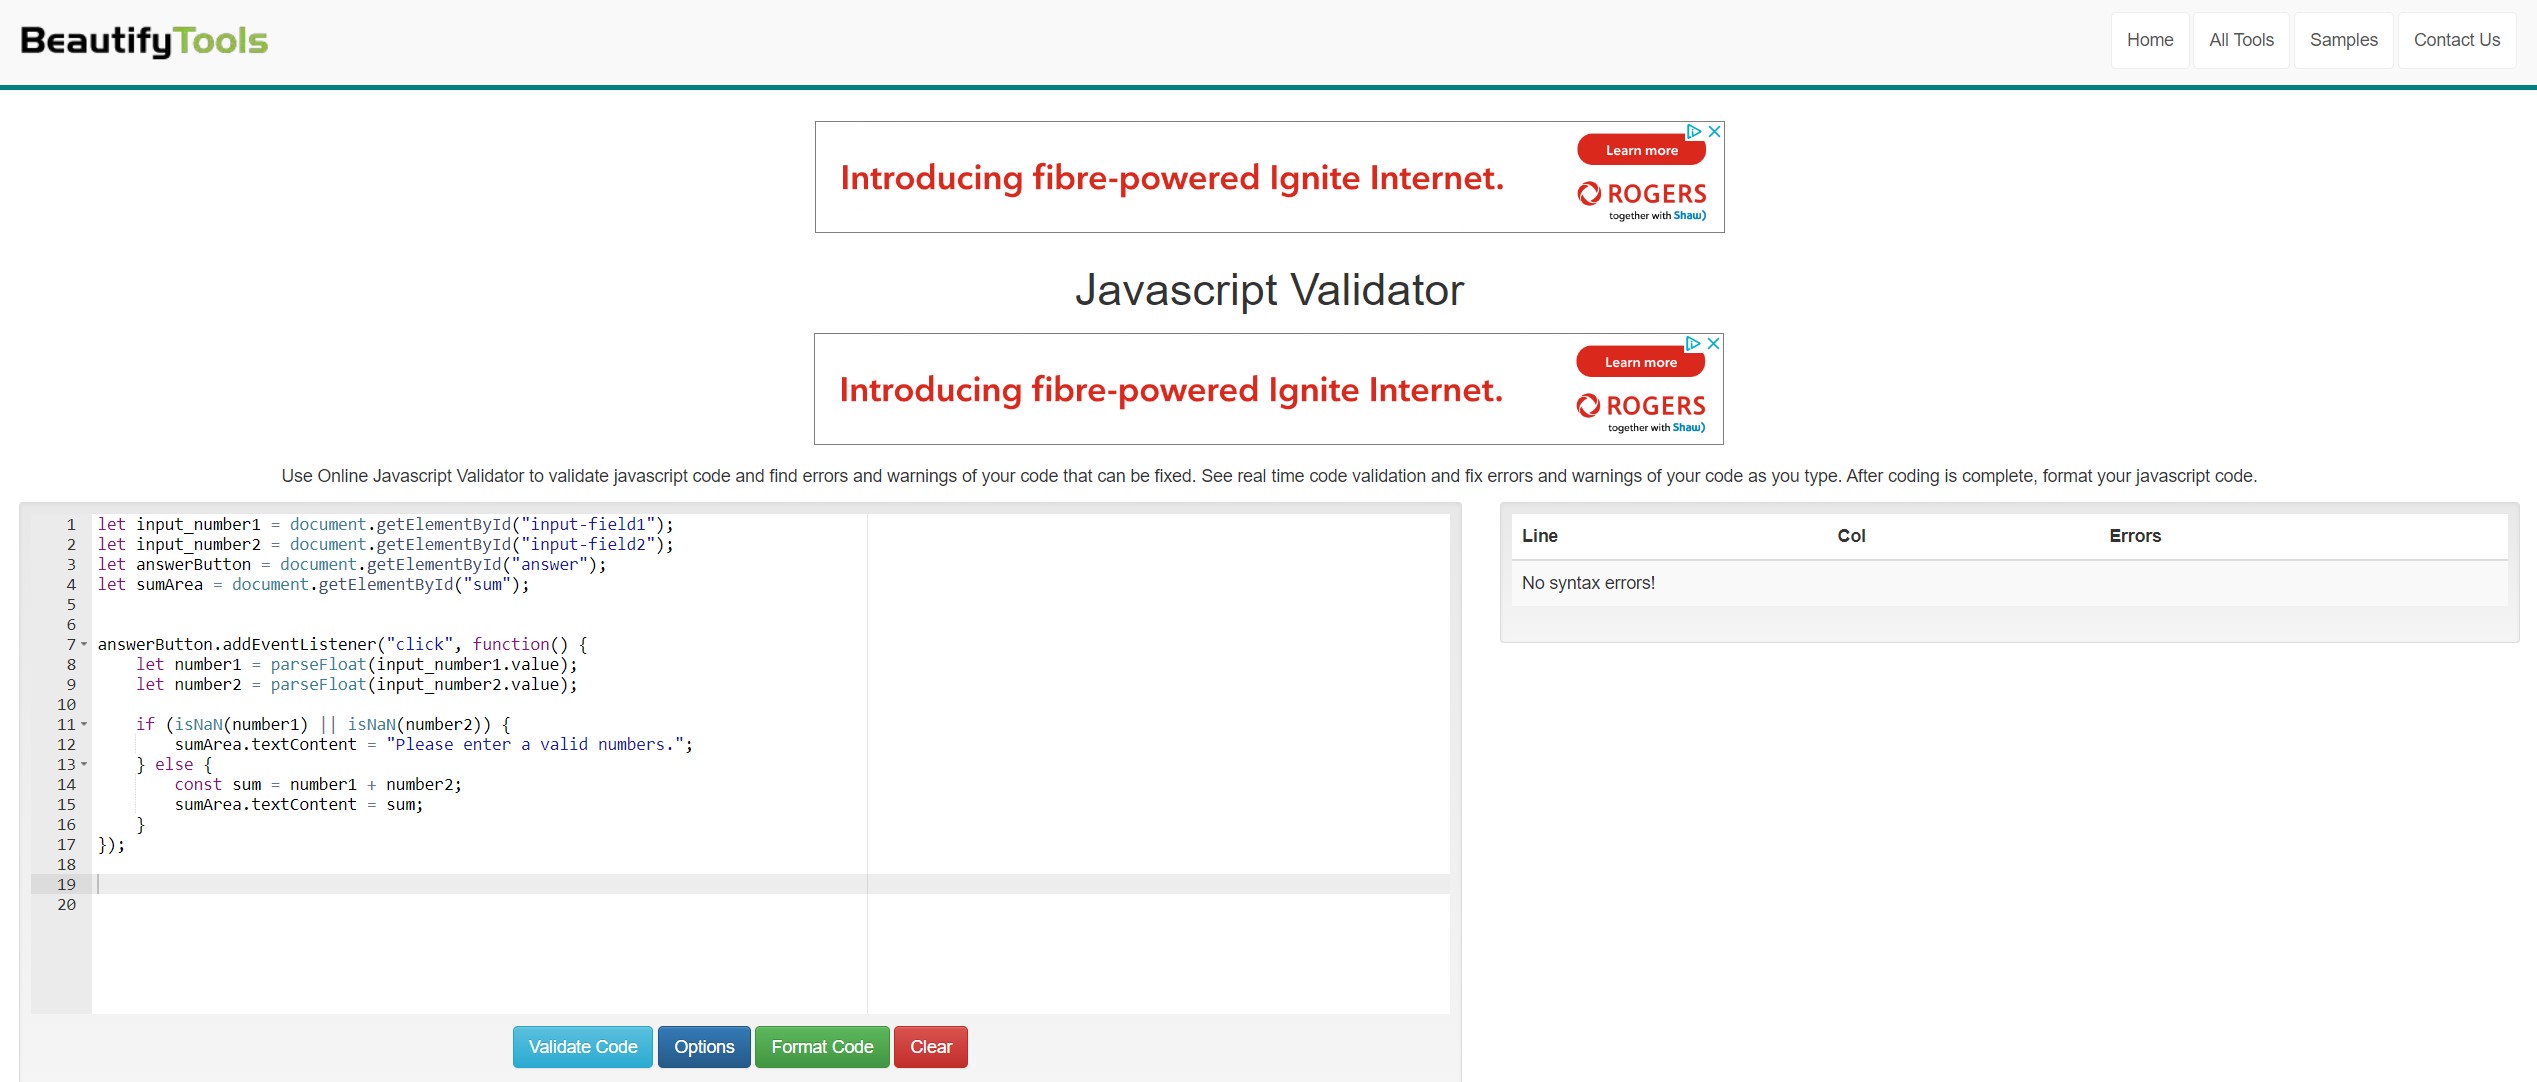 BeautifyTools
Home
All Tools
Samples
Contact Us
Introducing fibre-powered Ignite Internet.
Learn more
ROGERS
together with Shaw)
Javascript Validator
Introducing fibre-powered Ignite Internet.
Learn more
ROGERS
together with Shaw)
Use Online Javascript Validator to validate javascript code and find errors and warnings of your code that can be fixed. See real time code validation and fix errors and warnings of your code as you type. After coding is complete, format your javascript code.
1 let input_number1 = document.getElementById("input-field1");
2 let input_number2 = document.getElementById("input-field2");
3 let answerButton = document.getElementById("answer");
4 let sumArea = document.getElementById("sum");
5
6
7 answerButton.addEventListener("click", function() {
8     let number1 = parseFloat(input_number1.value);
9     let number2 = parseFloat(input_number2.value);
10
11     if (isNaN(number1) || isNaN(number2)) {
12         sumArea.textContent = "Please enter a valid numbers.";
13     } else {
14         const sum = number1 + number2;
15         sumArea.textContent = sum;
16     }
17 });
18
19
20
Line Col Errors
No syntax errors!
Validate Code
Options
Format Code
Clear